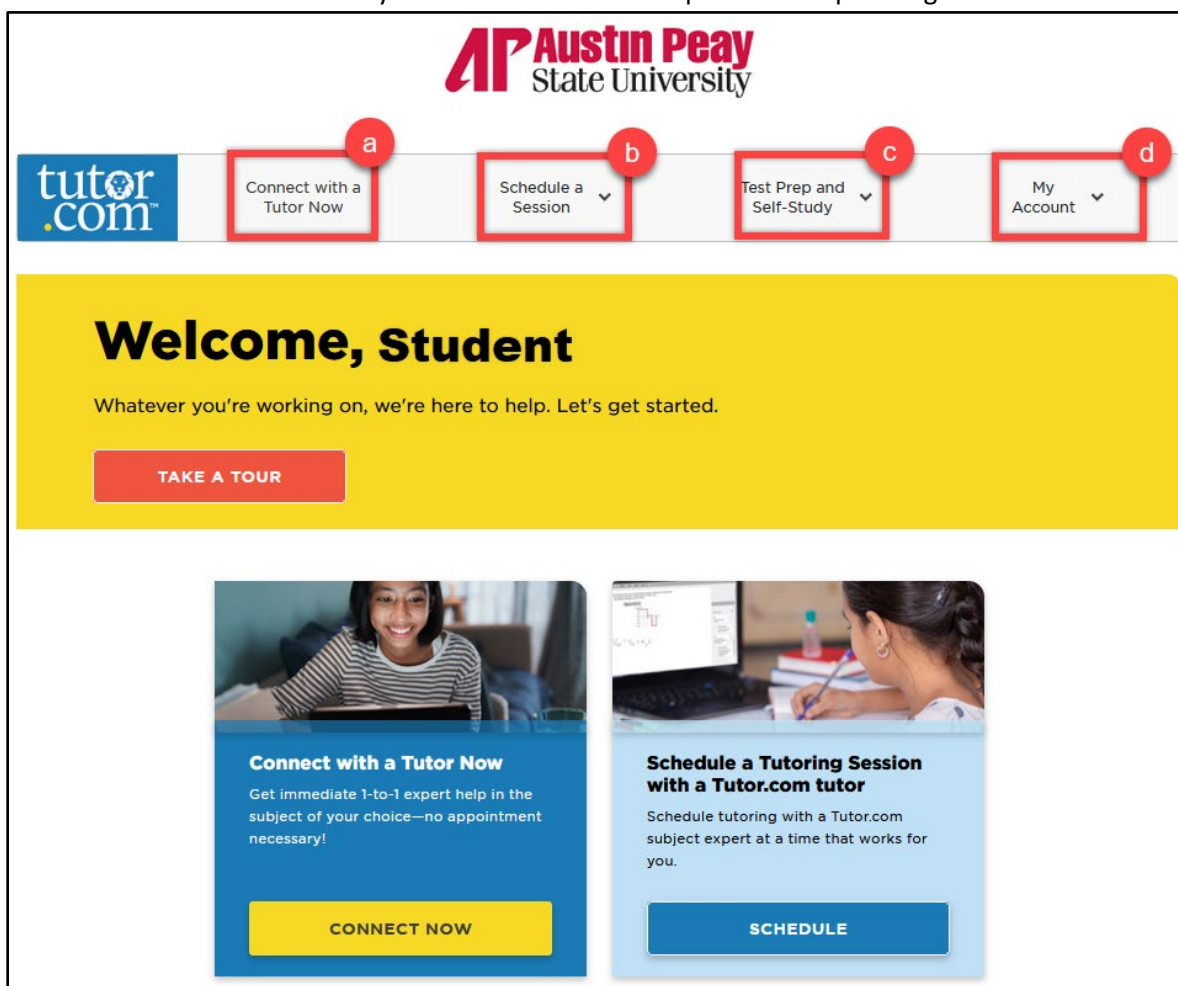 Austin Peay
State University
a
b
c
d
tutor
.com™
Connect with a
Tutor Now
Schedule a
Session
Test Prep and
Self-Study
My
Account
Welcome, Student
Whatever you're working on, we're here to help. Let's get started.
TAKE A TOUR
Connect with a Tutor Now
Get immediate 1-to-1 expert help in the
subject of your choice—no appointment
necessary!
CONNECT NOW
Schedule a Tutoring Session
with a Tutor.com tutor
Schedule tutoring with a Tutor.com
subject expert at a time that works for
you.
SCHEDULE